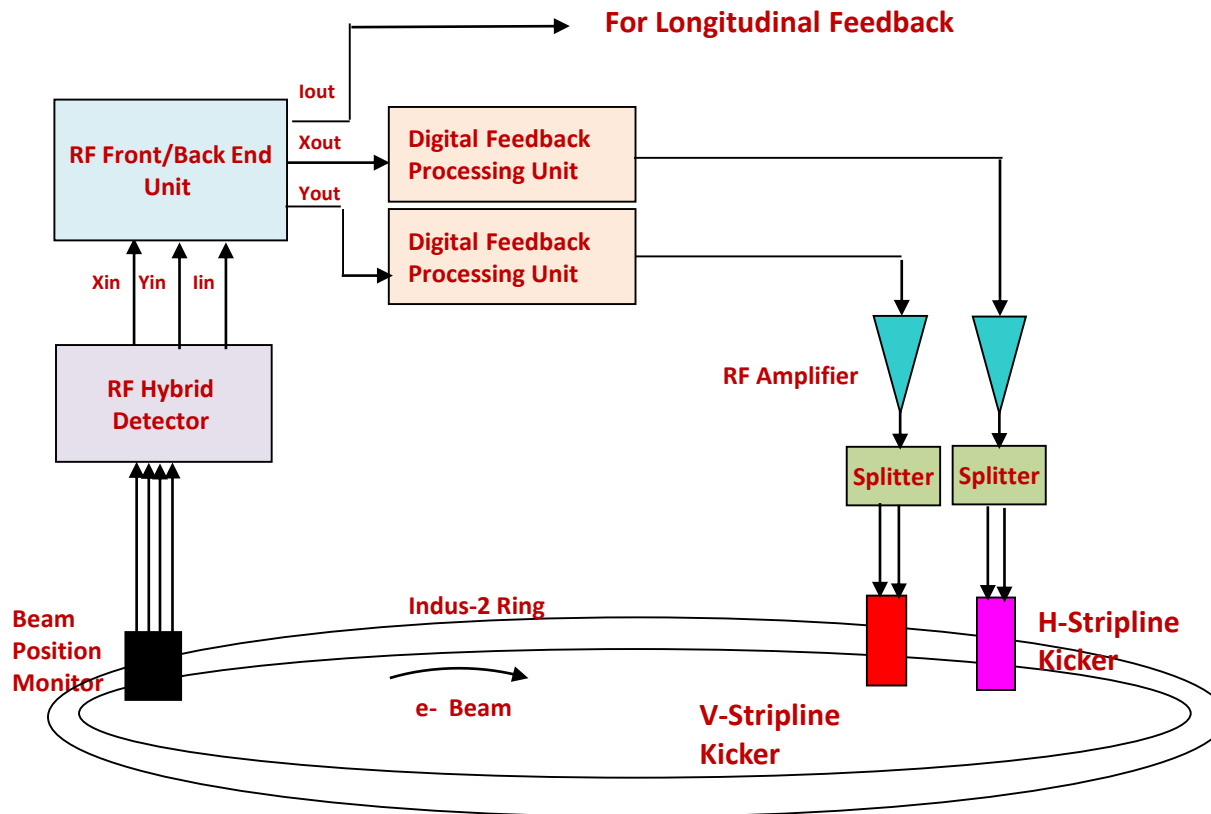 For Longitudinal Feedback
Iout
RF Front/Back End
Unit
Xout
Yout
Digital Feedback
Processing Unit
Digital Feedback
Processing Unit
Xin
Yin
Iin
RF Hybrid
Detector
RF Amplifier
Splitter
Splitter
Beam
Position
Monitor
Indus-2 Ring
e- Beam
V-Stripline
Kicker
H-Stripline
Kicker